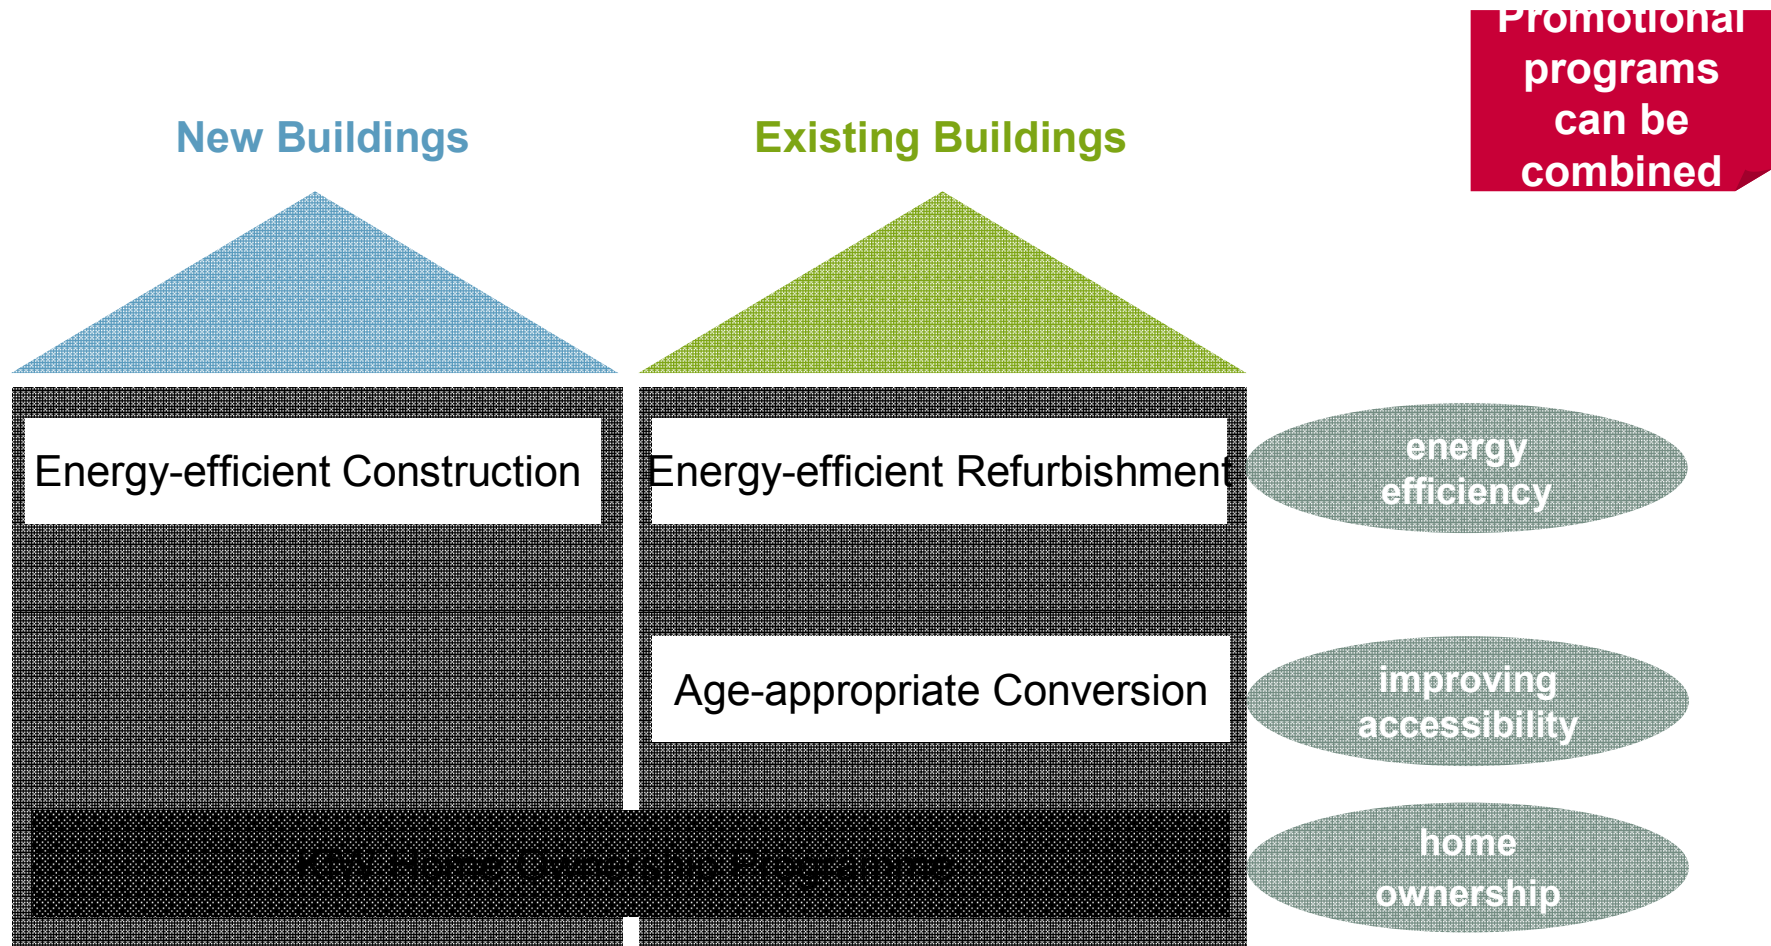 Promotional
programs
can be
combined
New Buildings
Existing Buildings
Energy-efficient Construction
Energy-efficient Refurbishment
energy
efficiency
Age-appropriate Conversion
improving
accessibility
KfW Home Ownership Programme
home
ownership